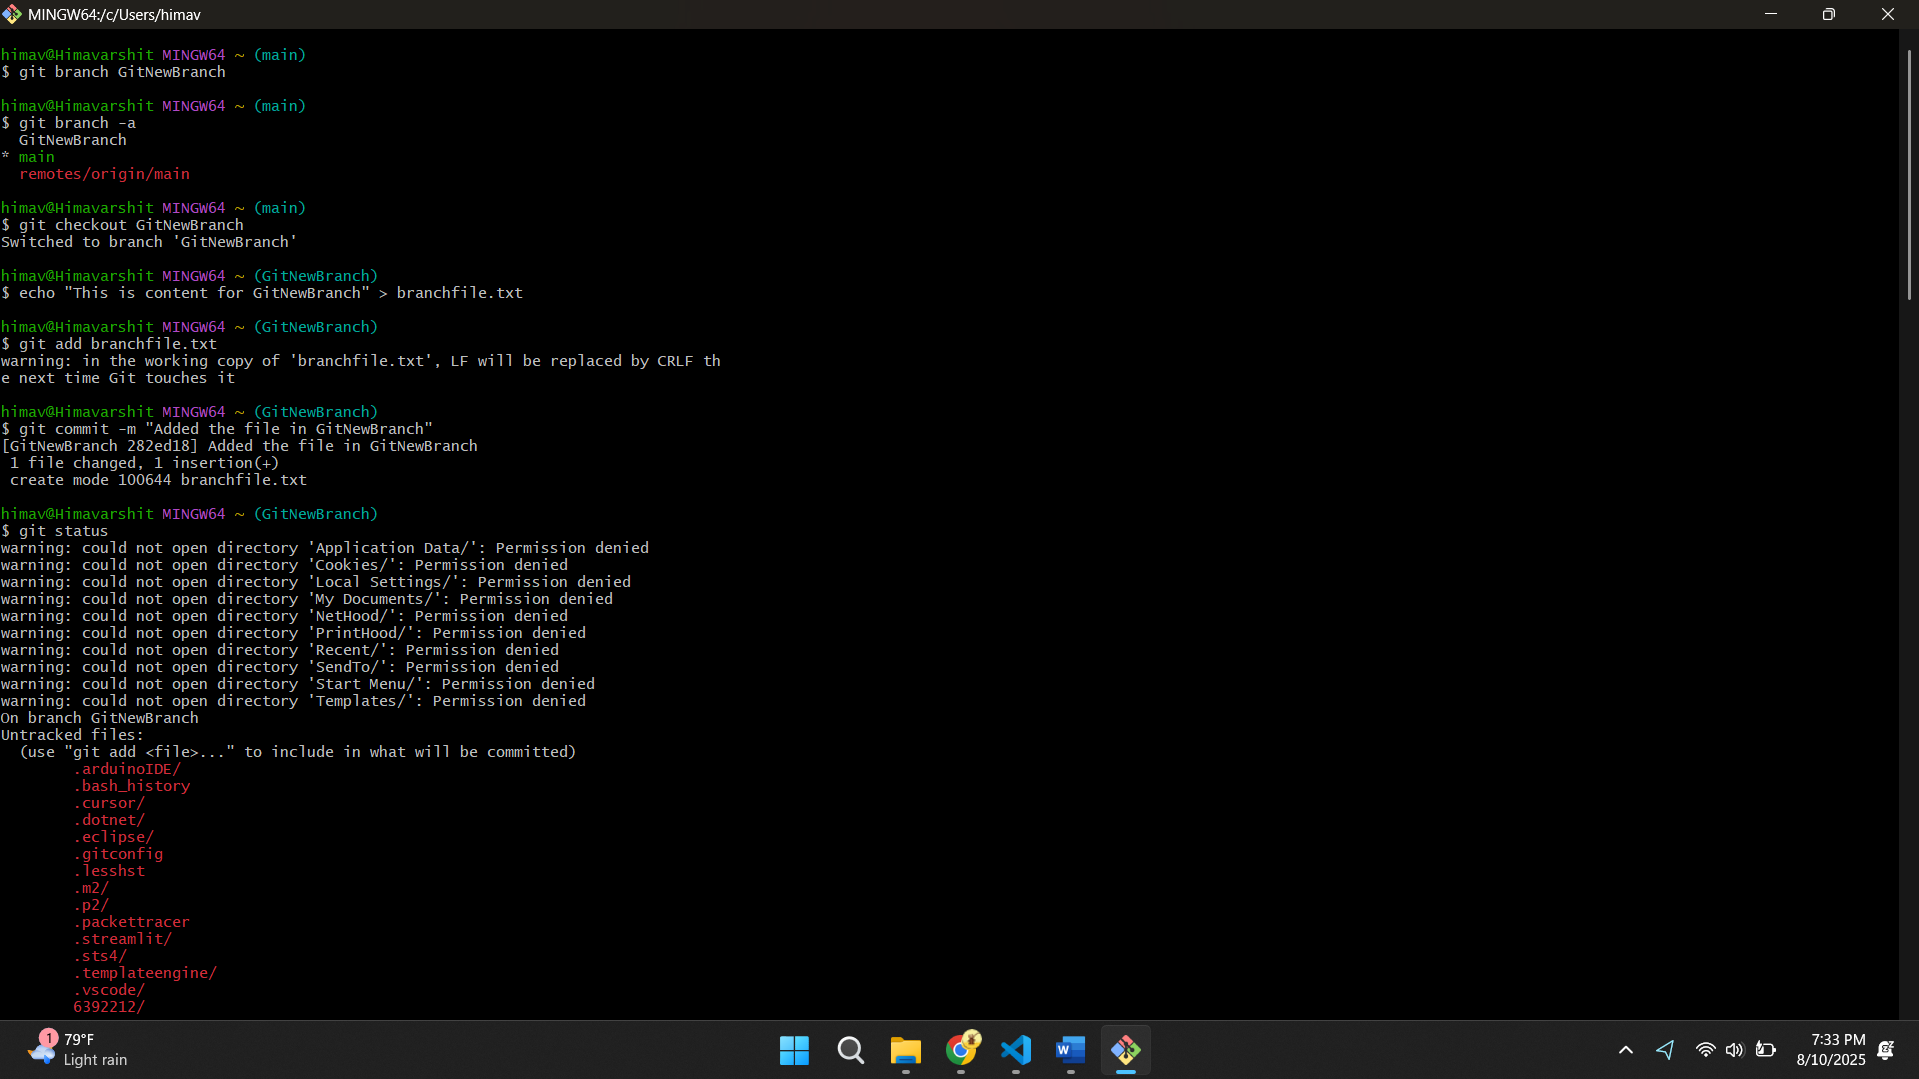 MINGW64:/c/Users/himav
himav@Himavarshit MINGW64 ~ (main)
$ git branch GitNewBranch
himav@Himavarshit MINGW64 ~ (main)
$ git branch -a
  GitNewBranch
* main
  remotes/origin/main
himav@Himavarshit MINGW64 ~ (main)
$ git checkout GitNewBranch
Switched to branch 'GitNewBranch'
himav@Himavarshit MINGW64 ~ (GitNewBranch)
$ echo "This is content for GitNewBranch" > branchfile.txt
himav@Himavarshit MINGW64 ~ (GitNewBranch)
$ git add branchfile.txt
warning: in the working copy of 'branchfile.txt', LF will be replaced by CRLF th
e next time Git touches it
himav@Himavarshit MINGW64 ~ (GitNewBranch)
$ git commit -m "Added the file in GitNewBranch"
[GitNewBranch 282ed18] Added the file in GitNewBranch
 1 file changed, 1 insertion(+)
 create mode 100644 branchfile.txt
himav@Himavarshit MINGW64 ~ (GitNewBranch)
$ git status
warning: could not open directory 'Application Data/': Permission denied
warning: could not open directory 'Cookies/': Permission denied
warning: could not open directory 'Local Settings/': Permission denied
warning: could not open directory 'My Documents/': Permission denied
warning: could not open directory 'NetHood/': Permission denied
warning: could not open directory 'PrintHood/': Permission denied
warning: could not open directory 'Recent/': Permission denied
warning: could not open directory 'SendTo/': Permission denied
warning: could not open directory 'Start Menu/': Permission denied
warning: could not open directory 'Templates/': Permission denied
On branch GitNewBranch
Untracked files:
  (use "git add <file>..." to include in what will be committed)
        .arduinoIDE/
        .bash_history
        .cursor/
        .dotnet/
        .eclipse/
        .gitconfig
        .lesshst
        .m2/
        .p2/
        .packettracer
        .streamlit/
        .sts4/
        .templateengine/
        .vscode/
        6392212/
1
79°F
Light rain
W
7:33 PM
8/10/2025